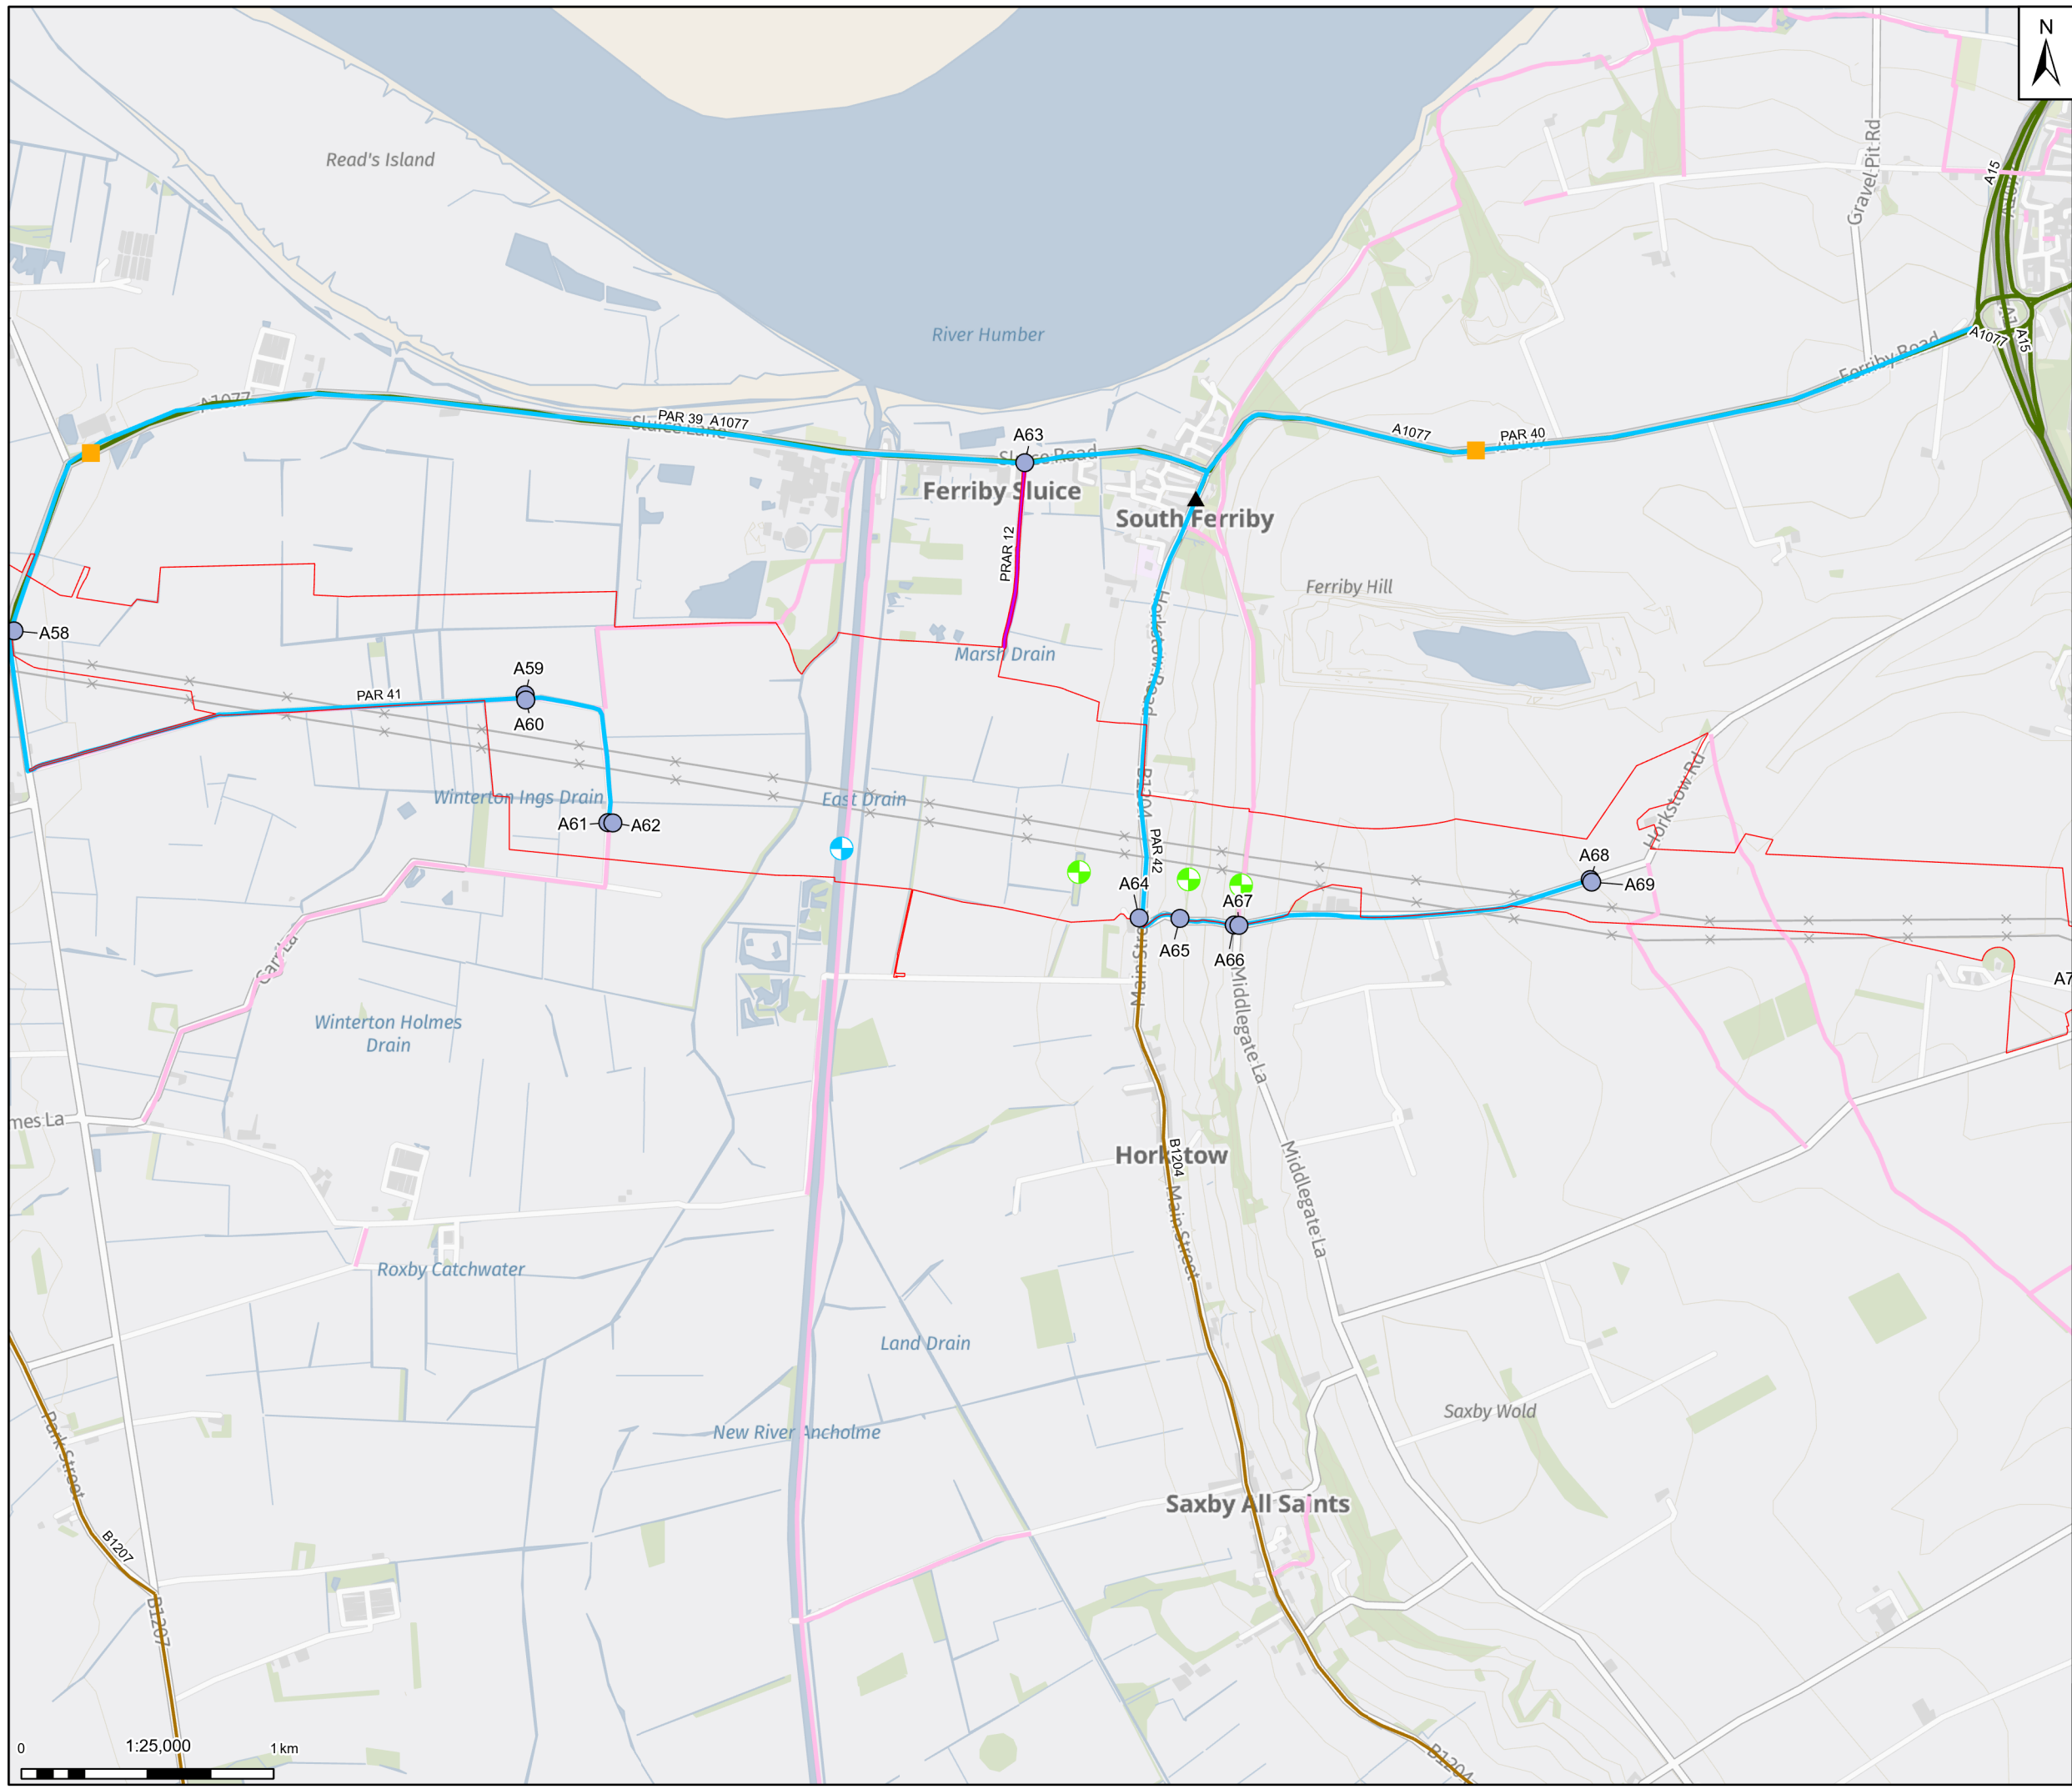 N
Read's Island
Gravel Pit Rd
A15
River Humber
A1077
A15
Ferriby Road
A1077
PAR 39 A1077
Sluice Lane
A63
Sluice Road
A1077
PAR 40
Ferriby Sluice
South Ferriby
PRAR 12
Ferriby Hill
Horkstow Road
A58
Marsh Drain
A59
PAR 41
A60
B1204
Winterton Ings Drain
East Drain
Horkstow Rd
A61
A62
PAR 42
A68
A64
A69
A67
A65
A66
Main Stre
Carr La
Middlegate La
A7
Winterton Holmes
Drain
mes La
Horkstow
B1204
Middlegate La
Main Street
Roxby Catchwater
Land Drain
Saxby Wold
Park Street
New River Ancholme
Saxby All Saints
B1207
B1207
B1204
0
1:25,000
1 km